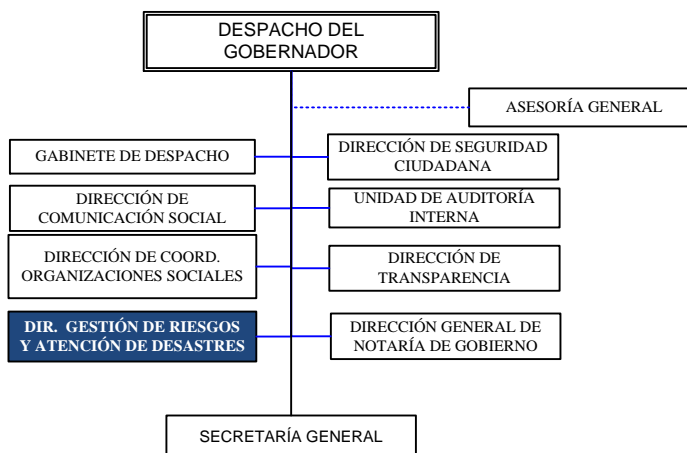 DESPACHO DEL
GOBERNADOR
ASESORÍA GENERAL
GABINETE DE DESPACHO
DIRECCIÓN DE SEGURIDAD
CIUDADANA
DIRECCIÓN DE
COMUNICACIÓN SOCIAL
UNIDAD DE AUDITORÍA
INTERNA
DIRECCIÓN DE COORD.
ORGANIZACIONES SOCIALES
DIRECCIÓN DE
TRANSPARENCIA
DIR. GESTIÓN DE RIESGOS
Y ATENCIÓN DE DESASTRES
DIRECCIÓN GENERAL DE
NOTARÍA DE GOBIERNO
SECRETARÍA GENERAL